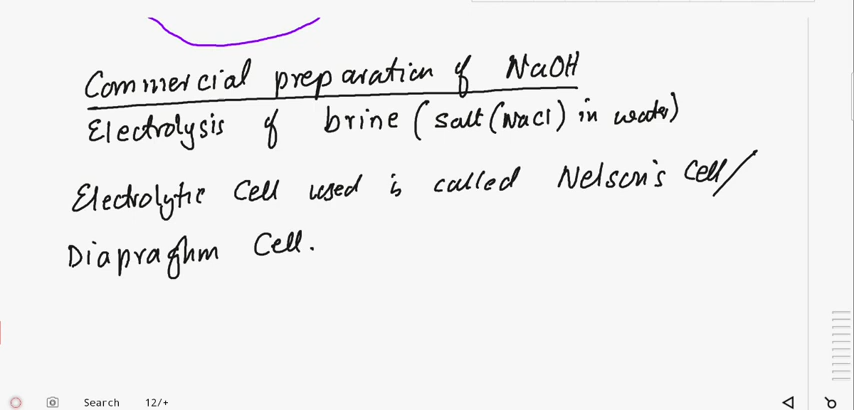 Commercial preparation of NaOH
Electrolysis of brine (salt (NaCl) in water)
Electrolytic Cell used is called Nelson's Cell/
Diapraghm Cell.
Search 12/+